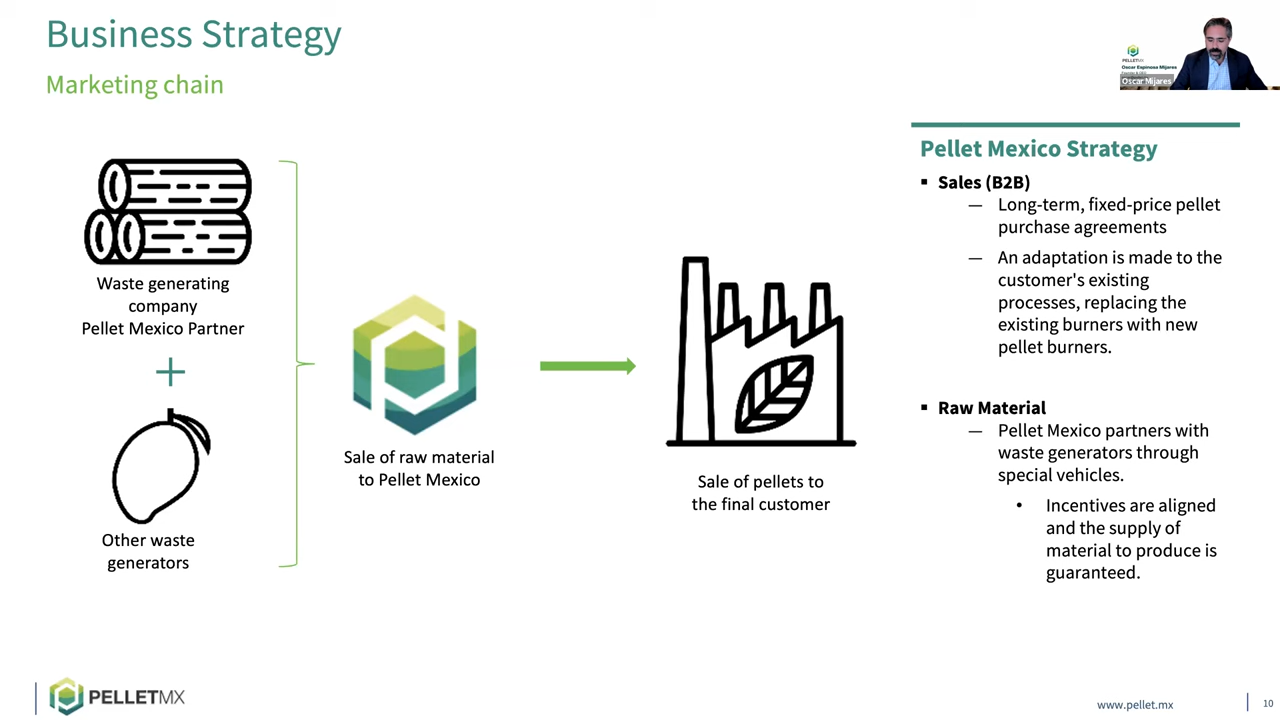 Business Strategy
Marketing chain
PELLETMX
Oscar Espinosa Mijares
Oscar Mijares
Waste generating
company
Pellet Mexico Partner
Other waste
generators
Sale of raw material
to Pellet Mexico
Sale of pellets to
the final customer
Pellet Mexico Strategy
▪ Sales (B2B)
— Long-term, fixed-price pellet
purchase agreements
— An adaptation is made to the
customer's existing
processes, replacing the
existing burners with new
pellet burners.
▪ Raw Material
— Pellet Mexico partners with
waste generators through
special vehicles.
• Incentives are aligned
and the supply of
material to produce is
guaranteed.
PELLETMX
www.pellet.mx
10